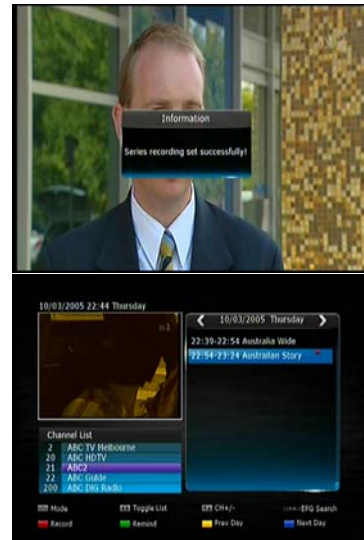 Information
Series recording set successfully!
10/03/2005 22:44 Thursday
10/03/2005 Thursday
22:39-22:54 Australia Wide
22:54-23:24 Australian Story
Channel List
2 ABC TV Melbourne
20 ABC HDTV
21 ABC2
22 ABC Guide
200 ABC DIG Radio
Mode
Toggle List
CH+/-
Search
Record
Remind
Prev Day
Next Day